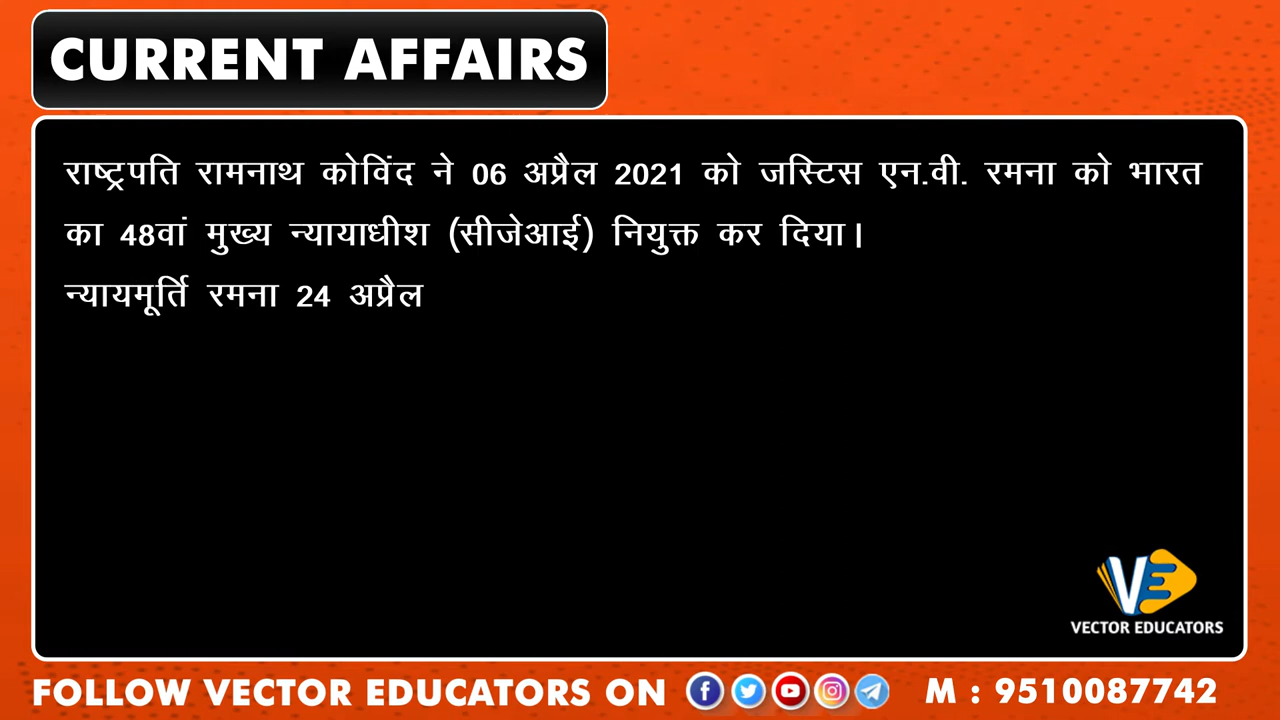 CURRENT AFFAIRS
राष्ट्रपति रामनाथ कोविंद ने 06 अप्रैल 2021 को जस्टिस एन.वी. रमना को भारत
का 48वां मुख्य न्यायाधीश (सीजेआई) नियुक्त कर दिया।
न्यायमूर्ति रमना 24 अप्रैल
VE
VECTOR EDUCATORS
FOLLOW VECTOR EDUCATORS ON M : 9510087742